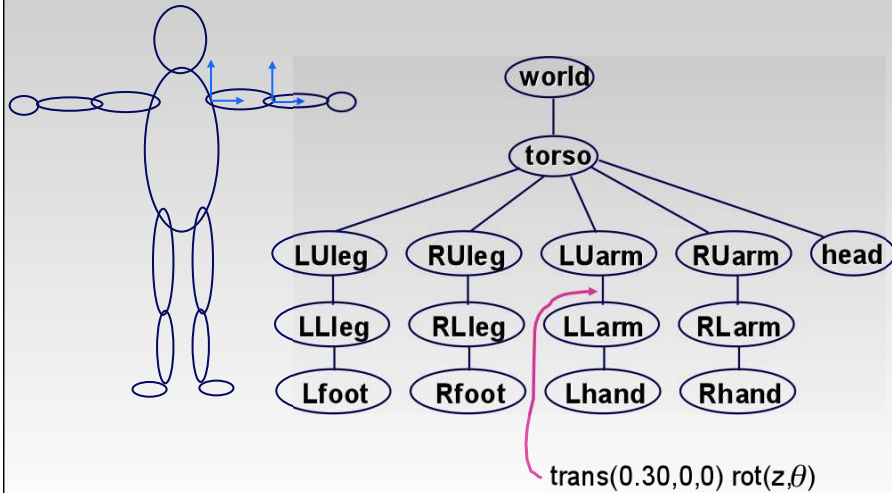 world
torso
LUleg RUleg LUarm RUarm head
LLleg RLleg LLarm RLarm
Lfoot Rfoot Lhand Rhand
trans(0.30,0,0) rot(z,θ)